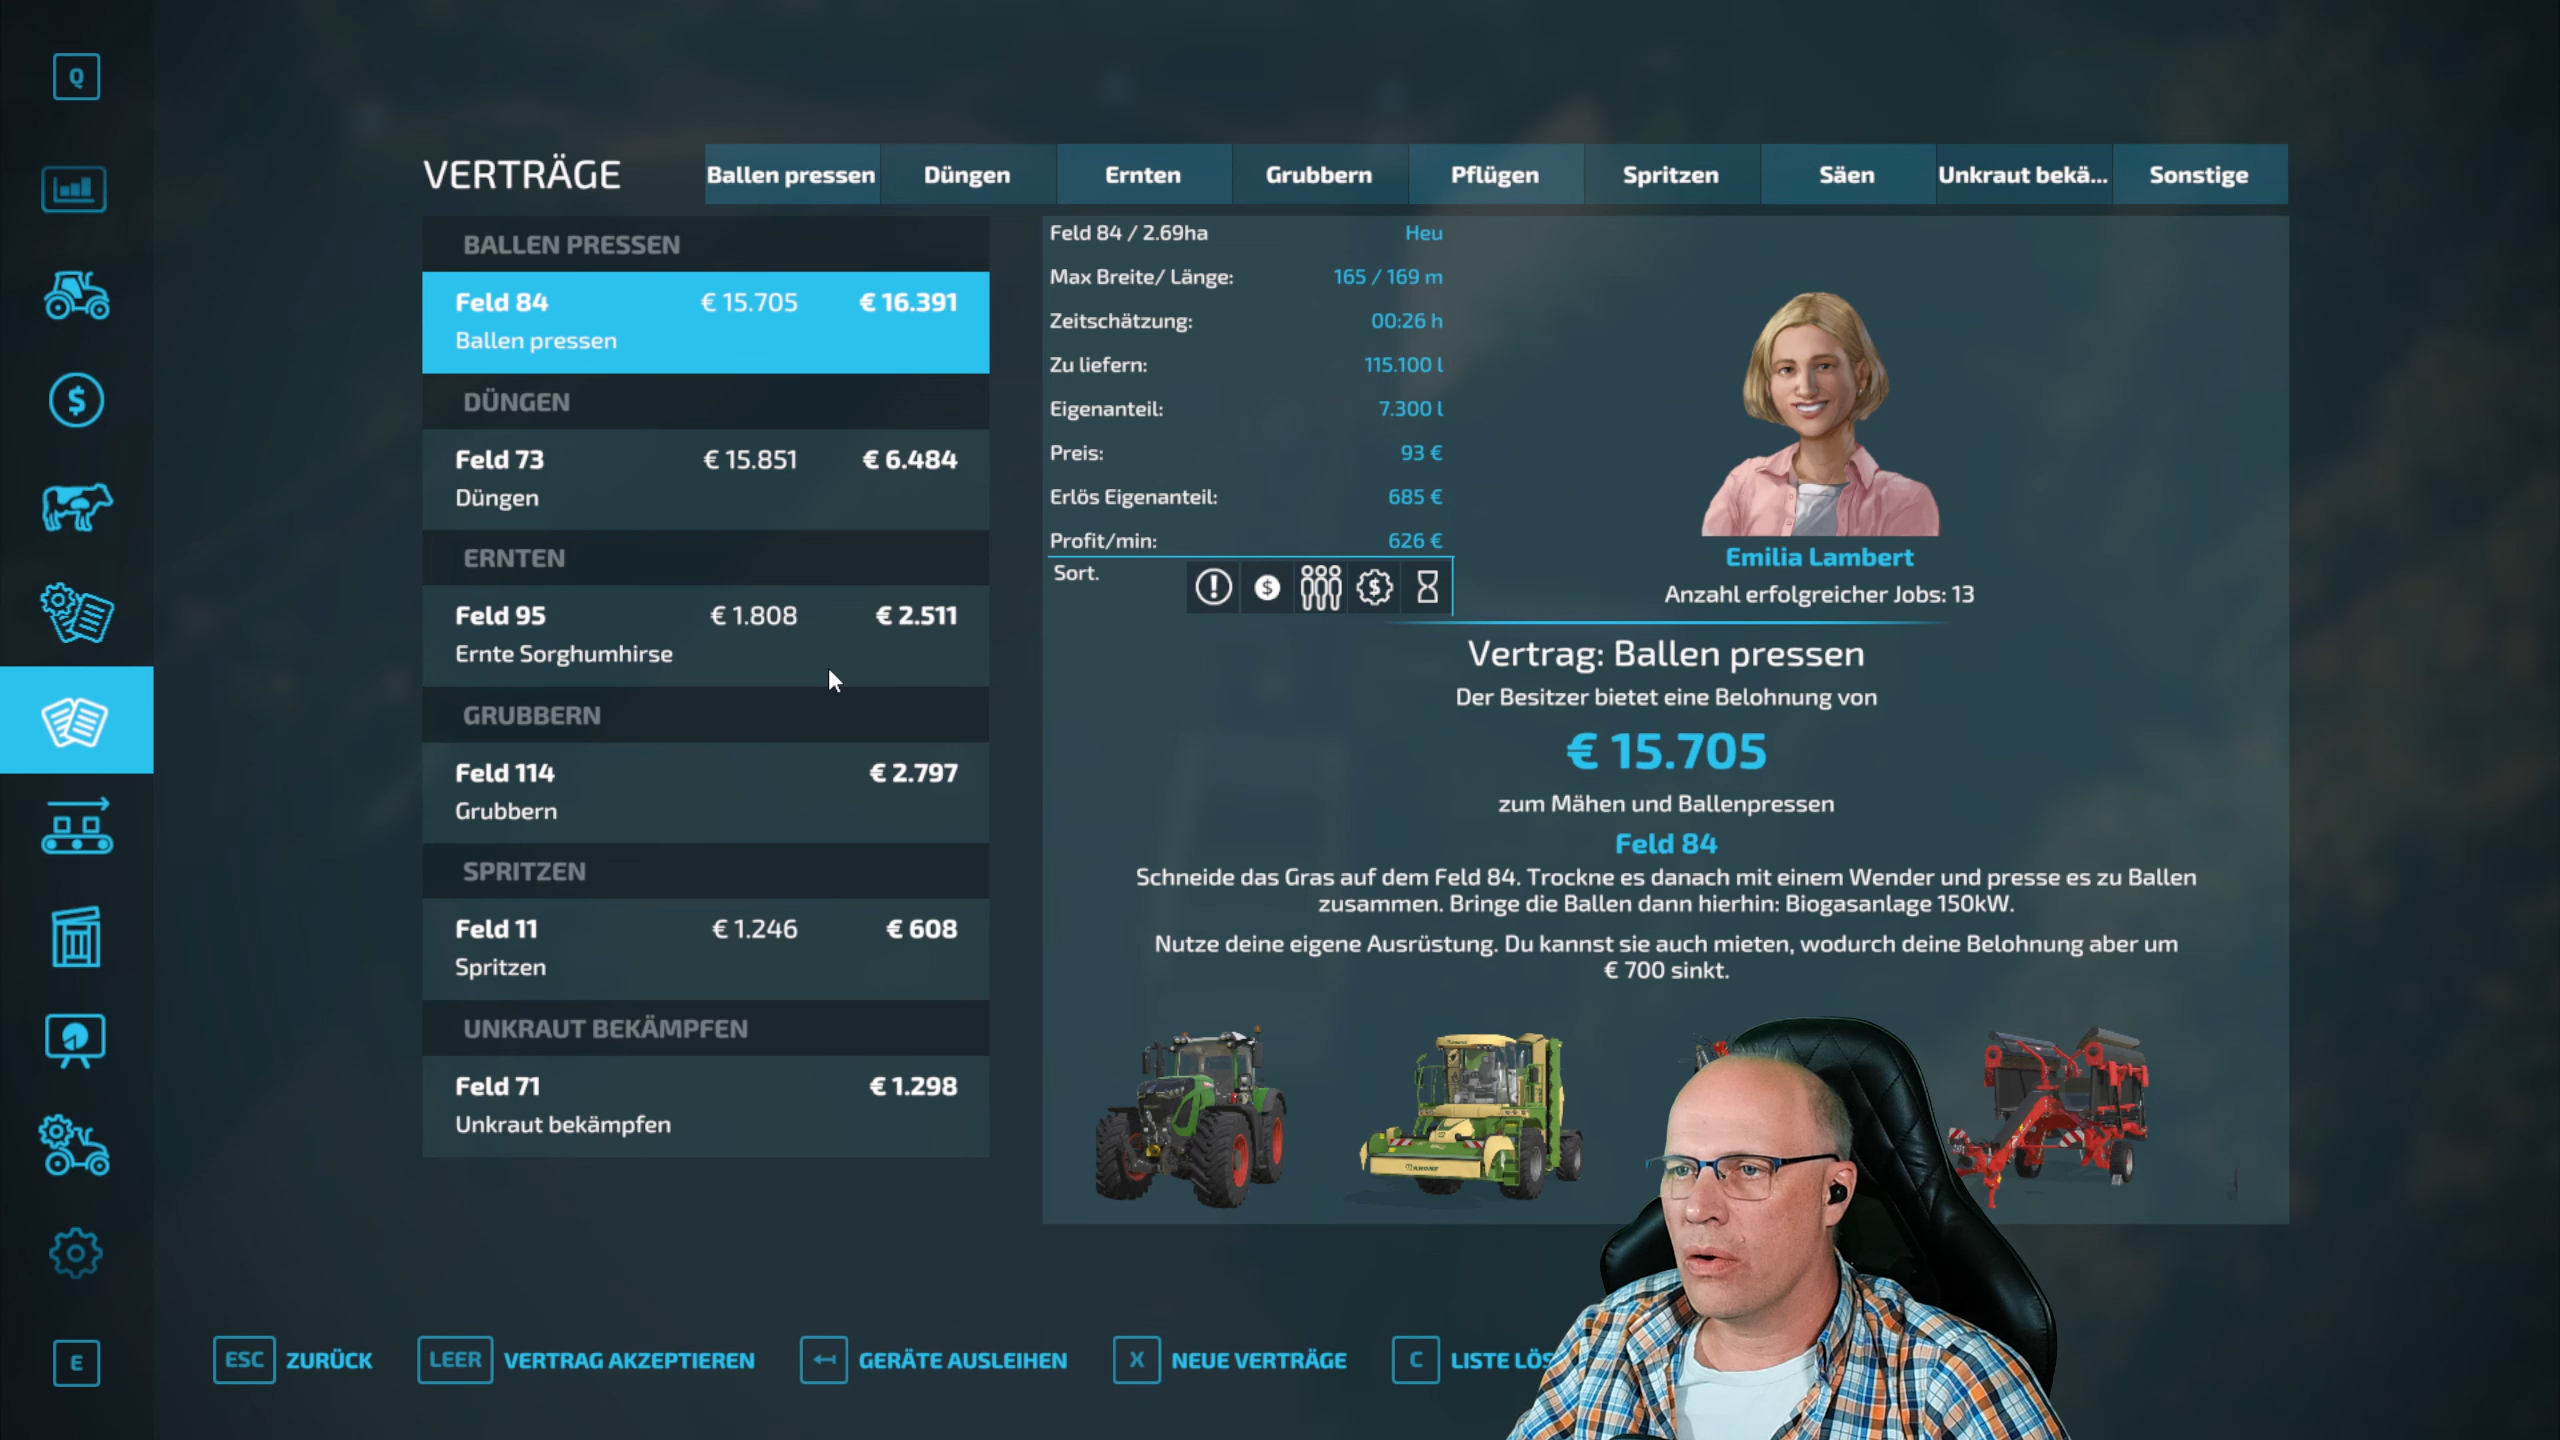 Q
VERTRÄGE
Ballen pressen
Düngen
Ernten
Grubbern
Pflügen
Spritzen
Säen
Unkraut bekä...
Sonstige
BALLEN PRESSEN
Feld 84 € 15.705 € 16.391
Ballen pressen
DÜNGEN
Feld 73 € 15.851 € 6.484
Düngen
ERNTEN
Feld 95 € 1.808 € 2.511
Ernte Sorghumhirse
GRUBBERN
Feld 114 € 2.797
Grubbern
SPRITZEN
Feld 11 € 1.246 € 608
Spritzen
UNKRAUT BEKÄMPFEN
Feld 71 € 1.298
Unkraut bekämpfen
Feld 84 / 2.69ha Heu
Max Breite/ Länge: 165 / 169 m
Zeitschätzung: 00:26 h
Zu liefern: 115.100 l
Eigenanteil: 7.300 l
Preis: 93 €
Erlös Eigenanteil: 685 €
Profit/min: 626 €
Sort.
Emilia Lambert
Anzahl erfolgreicher Jobs: 13
Vertrag: Ballen pressen
Der Besitzer bietet eine Belohnung von
€ 15.705
zum Mähen und Ballenpressen
Feld 84
Schneide das Gras auf dem Feld 84. Trockne es danach mit einem Wender und presse es zu Ballen
zusammen. Bringe die Ballen dann hierhin: Biogasanlage 150kW.
Nutze deine eigene Ausrüstung. Du kannst sie auch mieten, wodurch deine Belohnung aber um
€ 700 sinkt.
KRONE
E
ESC ZURÜCK
LEER VERTRAG AKZEPTIEREN
GERÄTE AUSLEIHEN
X NEUE VERTRÄGE
C LISTE LÖS